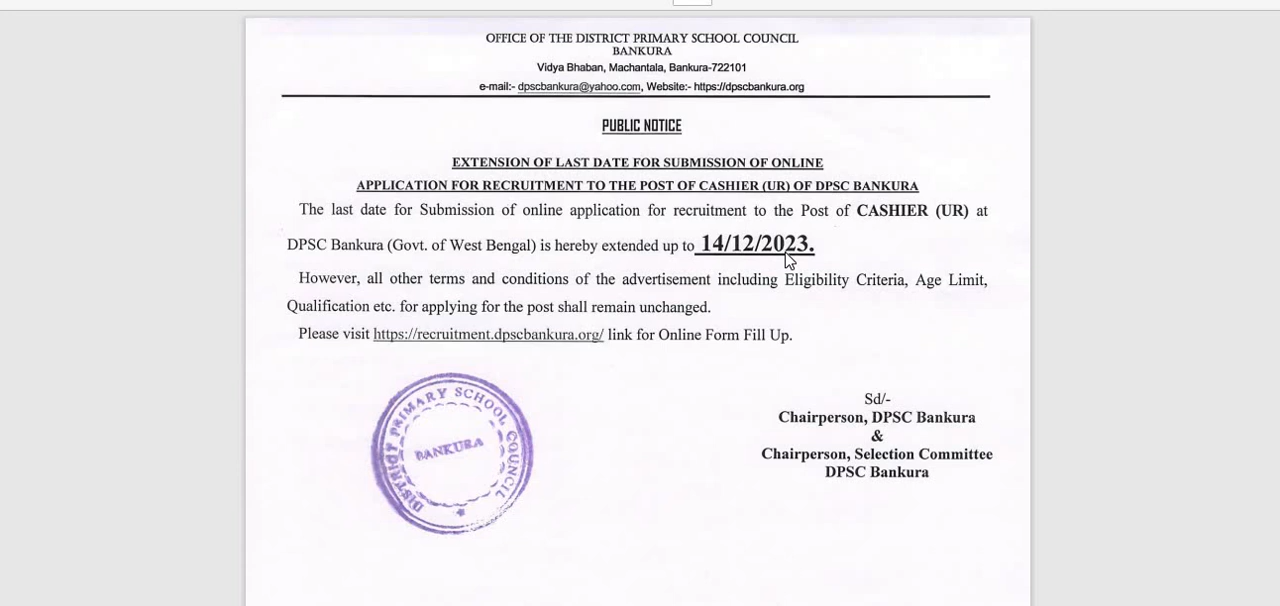 OFFICE OF THE DISTRICT PRIMARY SCHOOL COUNCIL
BANKURA
Vidya Bhaban, Machantala, Bankura-722101
e-mail:- dpscbankura@yahoo.com, Website:- https://dpscbankura.org
PUBLIC NOTICE
EXTENSION OF LAST DATE FOR SUBMISSION OF ONLINE
APPLICATION FOR RECRUITMENT TO THE POST OF CASHIER (UR) OF DPSC BANKURA
The last date for Submission of online application for recruitment to the Post of CASHIER (UR) at
DPSC Bankura (Govt. of West Bengal) is hereby extended up to 14/12/2023.
However, all other terms and conditions of the advertisement including Eligibility Criteria, Age Limit,
Qualification etc. for applying for the post shall remain unchanged.
Please visit https://recruitment.dpscbankura.org/ link for Online Form Fill Up.
DISTRICT PRIMARY SCHOOL COUNCIL
BANKURA
Sd/-
Chairperson, DPSC Bankura
&
Chairperson, Selection Committee
DPSC Bankura